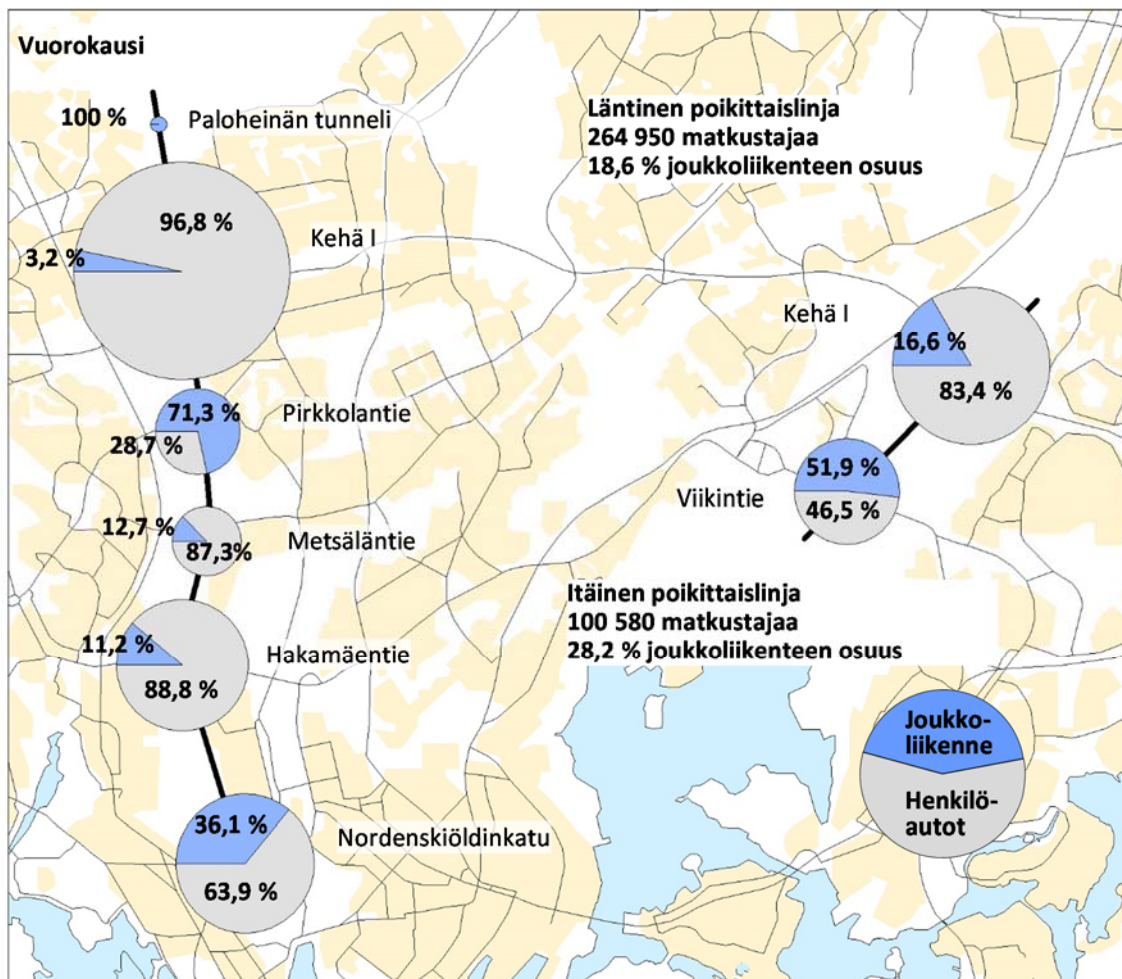 Vuorokausi
100 %
Paloheinän tunneli
96,8 %
3,2 %
Kehä I
71,3 %
28,7 %
Pirkkolantie
12,7 %
87,3%
Metsäläntie
11,2 %
88,8 %
Hakamäentie
36,1 %
63,9 %
Nordenskiöldinkatu
Läntinen poikittaislinja
264 950 matkustajaa
18,6 % joukkoliikenteen osuus
Kehä I
16,6 %
83,4 %
Viikintie
51,9 %
46,5 %
Itäinen poikittaislinja
100 580 matkustajaa
28,2 % joukkoliikenteen osuus
Joukko-
liikenne
Henkilö-
autot